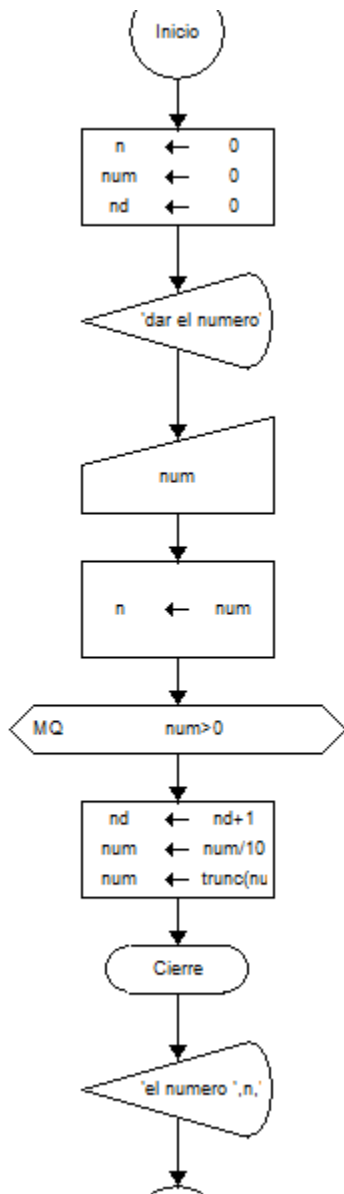 Inicio
n ← 0
num ← 0
nd ← 0
'dar el numero'
num
n ← num
MQ num>0
nd ← nd+1
num ← num/10
num ← trunc(nu
Cierre
'el numero ',n,'